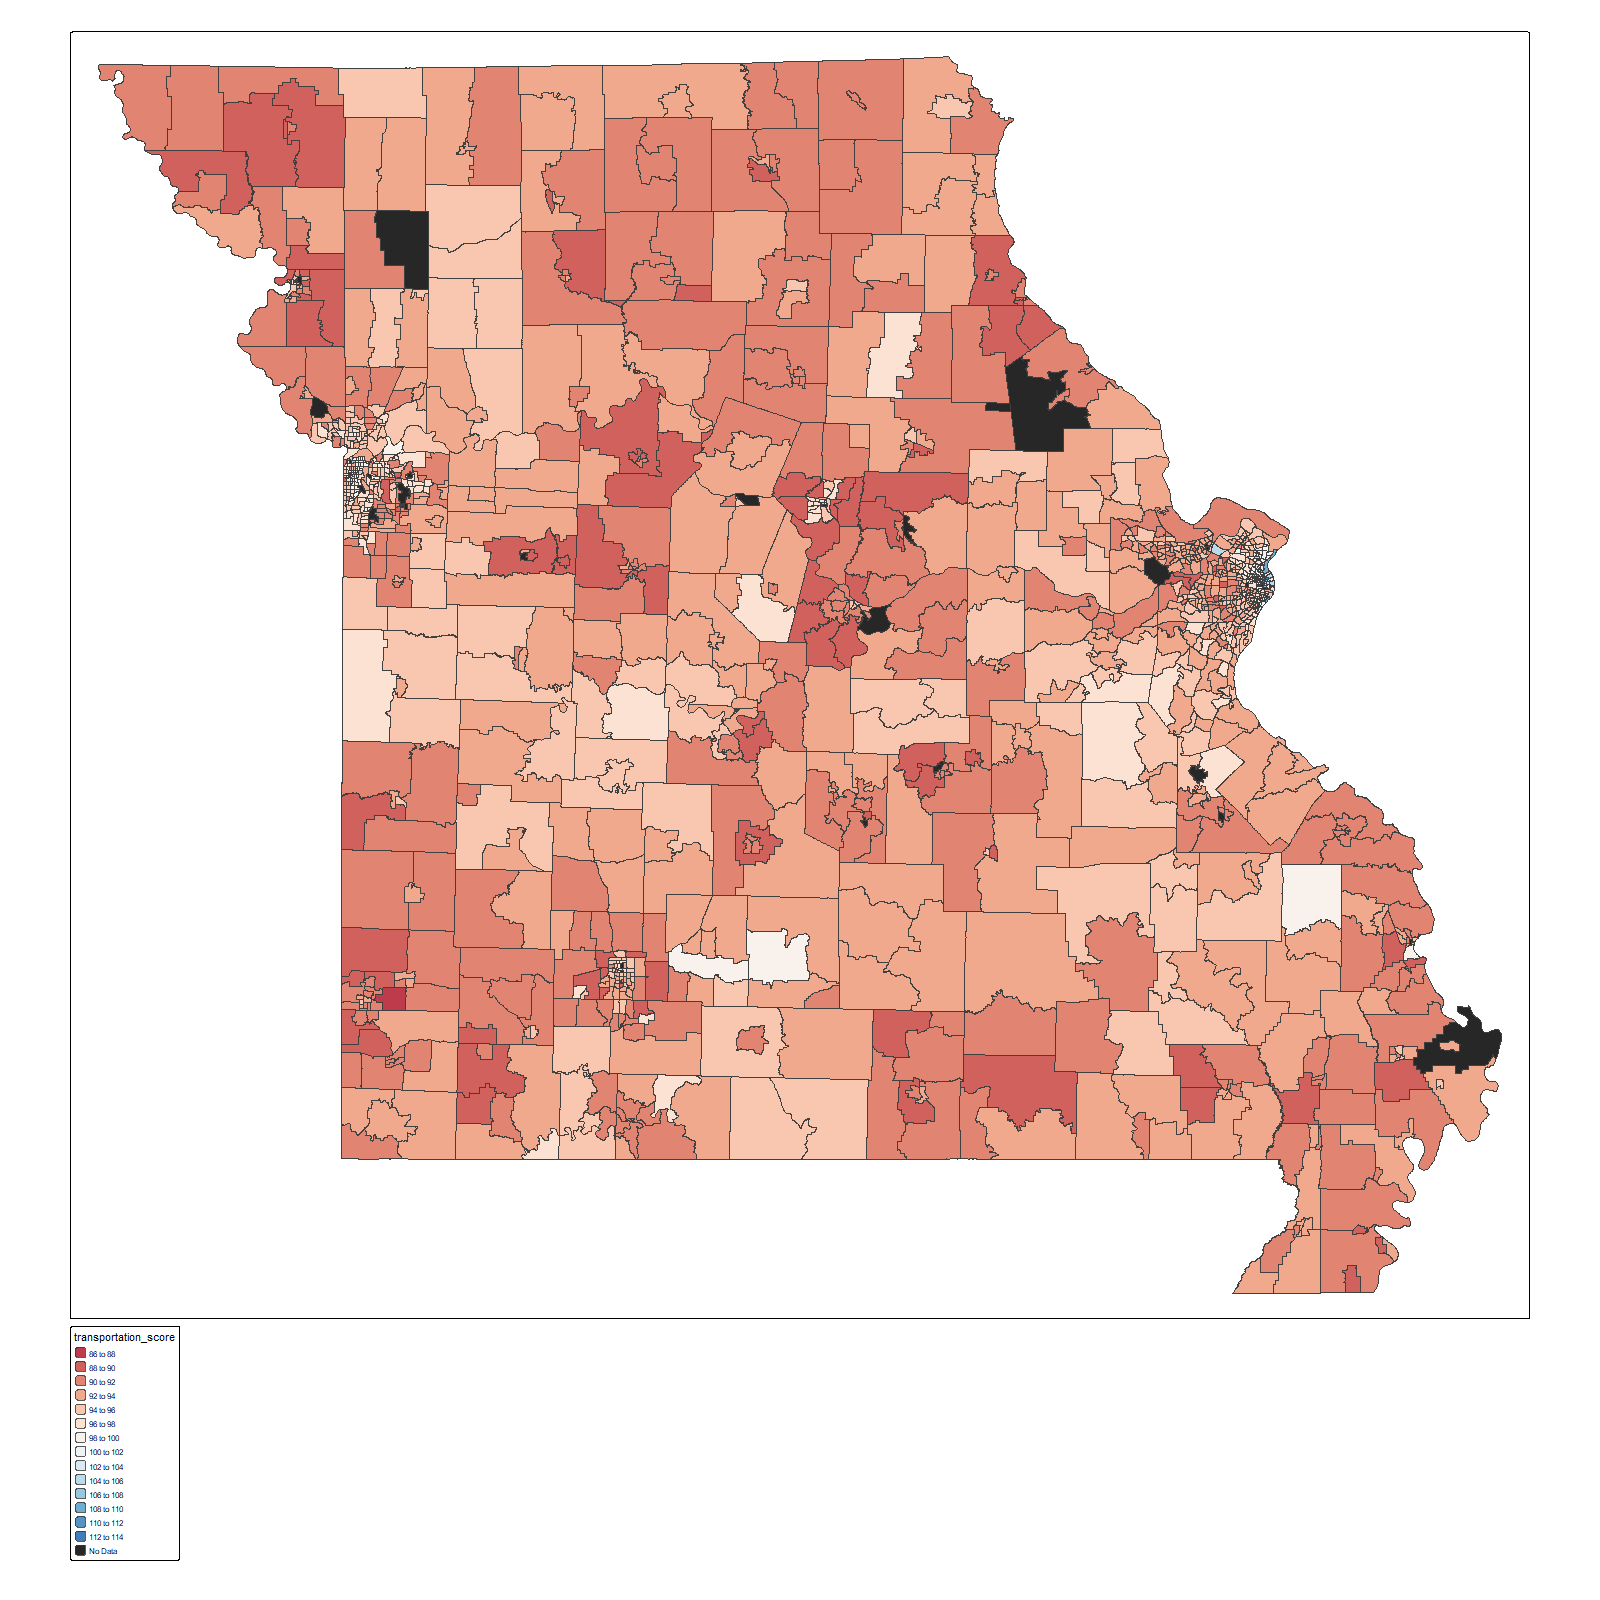 transportation_score
86 to 88
88 to 90
90 to 92
92 to 94
94 to 96
96 to 98
98 to 100
100 to 102
102 to 104
104 to 106
106 to 108
108 to 110
110 to 112
112 to 114
No Data